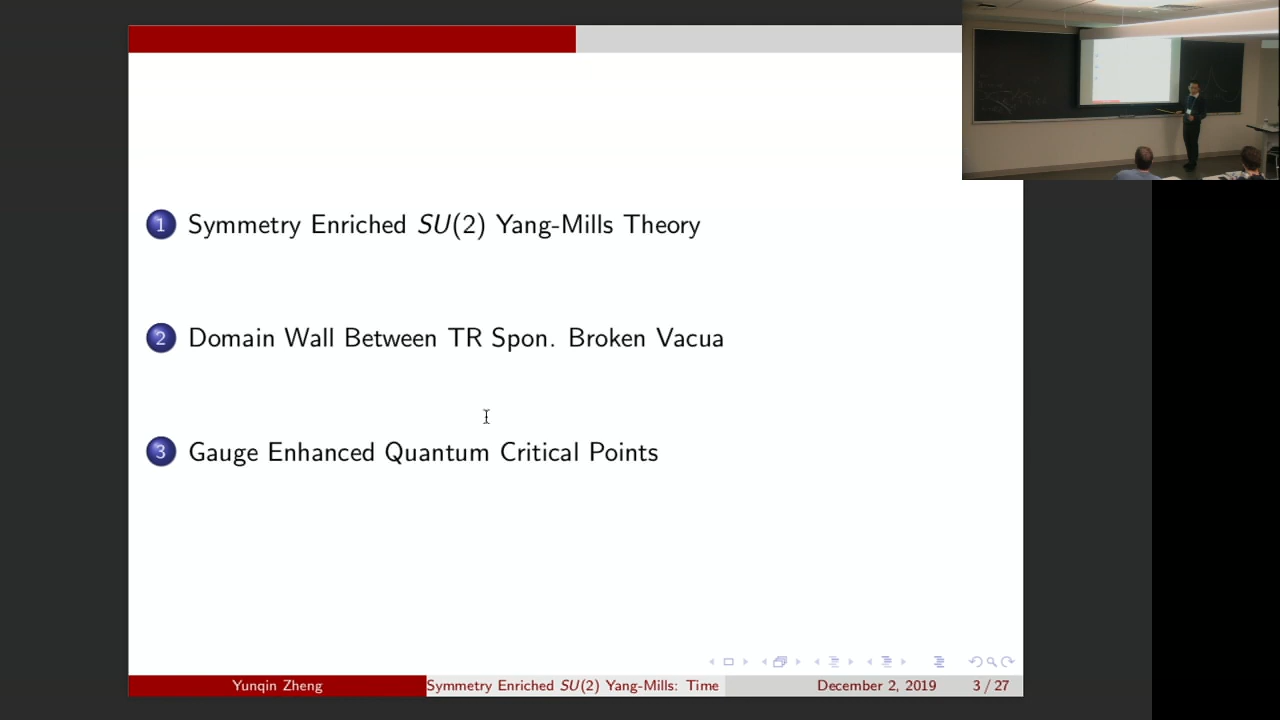 1 Symmetry Enriched SU(2) Yang-Mills Theory
2 Domain Wall Between TR Spon. Broken Vacua
3 Gauge Enhanced Quantum Critical Points
Yunqin Zheng Symmetry Enriched SU(2) Yang-Mills: Time December 2, 2019 3 / 27